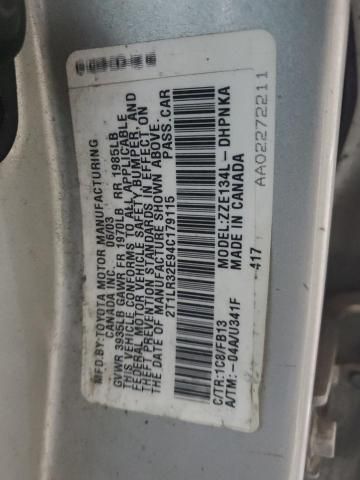 MFD.BY:TOYOTA MOTOR MANUFACTURING
CANADA INC. 06/03
GVWR 3935LB GAWR FR 1970LB RR 1985LB
THIS VEHICLE CONFORMS TO ALL APPLICABLE
FEDERAL MOTOR VEHICLE SAFETY, BUMPER, AND
THEFT PREVENTION STANDARDS IN EFFECT ON
THE DATE OF MANUFACTURE SHOWN ABOVE.
2T1LR32E94C179115 PASS.CAR
C/TR:1C8/FB13 MODEL:ZZE134L-DHPNKA
A/TM:-04A/U341F MADE IN CANADA
417
AA02272211